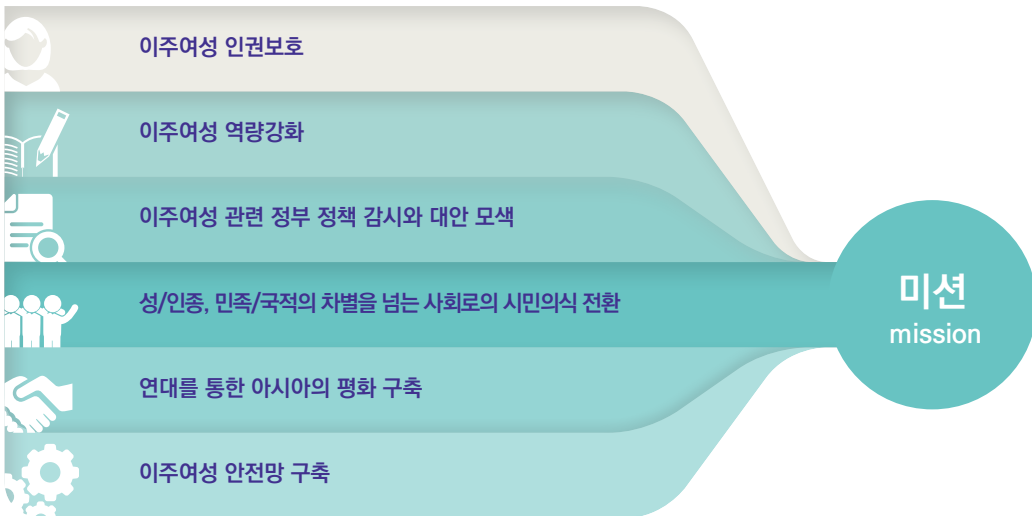 이주여성 인권보호
이주여성 역량강화
이주여성 관련 정부 정책 감시와 대안 모색
성/인종, 민족/국적의 차별을 넘는 사회로의 시민의식 전환
연대를 통한 아시아의 평화 구축
이주여성 안전망 구축
미션
mission